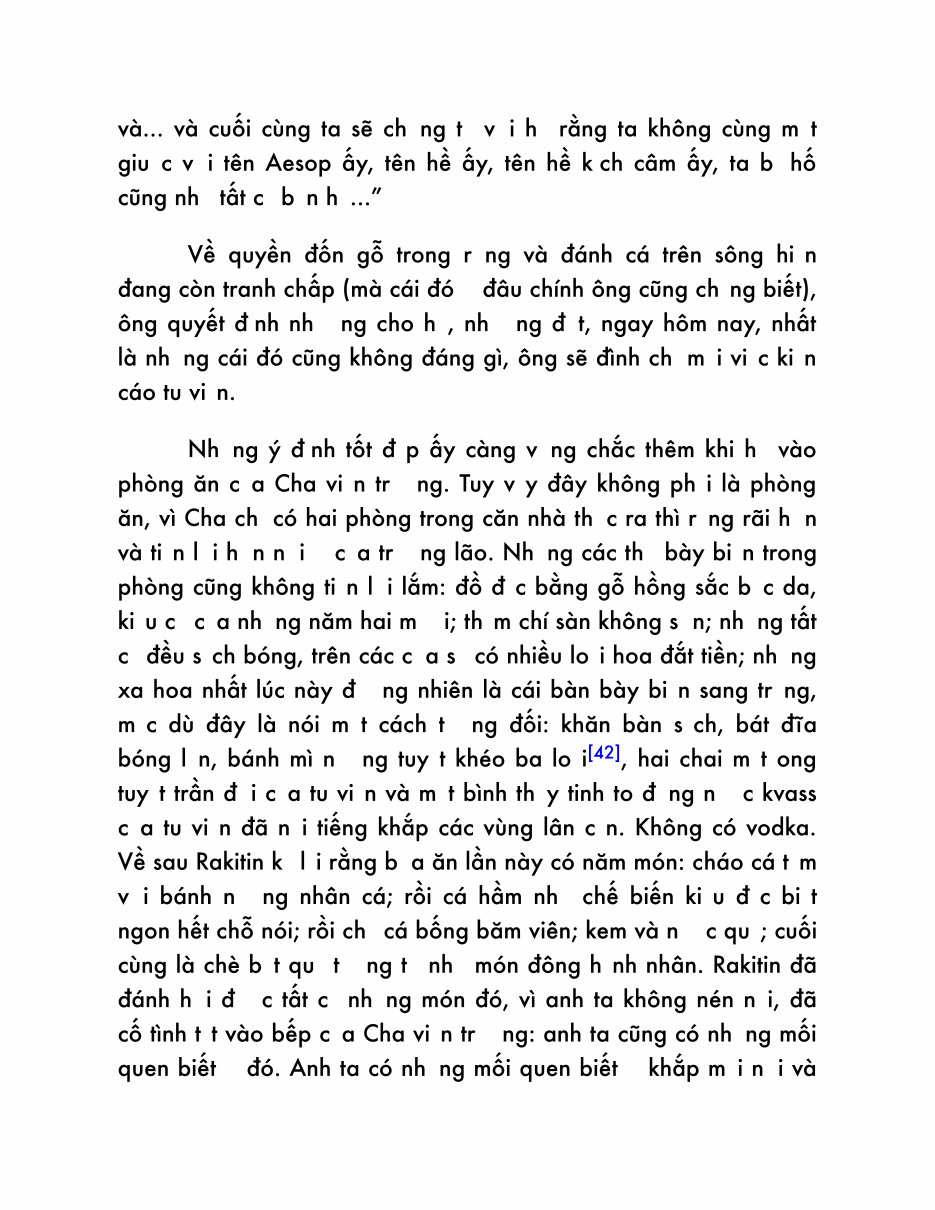 và... và cuối cùng ta sẽ ch ng t v i h rằng ta không cùng m t
giu c v i tên Aesop ấy, tên hề ấy, tên hề k ch câm ấy, ta b hố
cũng nh tất c b n h ...”
Về quyền đốn gỗ trong r ng và đánh cá trên sông hi n
đang còn tranh chấp (mà cái đó đâu chính ông cũng ch ng biết),
ông quyết đ nh nh ng cho h , nh ng đ t, ngay hôm nay, nhất
là nh ng cái đó cũng không đáng gì, ông sẽ đình ch m i vi c ki n
cáo tu vi n.
Nh ng ý đ nh tốt đ p ấy càng v ng chắc thêm khi h vào
phòng ăn c a Cha vi n tr ng. Tuy v y đây không ph i là phòng
ăn, vì Cha ch có hai phòng trong căn nhà th c ra thì r ng rãi h n
và ti n l i h n n i c a tr ng lão. Nh ng các th bày bi n trong
phòng cũng không ti n l i lắm: đồ đ c bằng gỗ hồng sắc b c da,
ki u c c a nh ng năm hai m i; th m chí sàn không s n; nh ng tất
c đều s ch bóng, trên các c a s có nhiều lo i hoa đắt tiền; nh ng
xa hoa nhất lúc này đ ng nhiên là cái bàn bày bi n sang tr ng,
m c dù đây là nói m t cách t ng đối: khăn bàn s ch, bát đĩa
bóng l n, bánh mì n ng tuy t khéo ba lo i[42], hai chai m t ong
tuy t trần đ i c a tu vi n và m t bình th y tinh to đ ng n c kvass
c a tu vi n đã n i tiếng khắp các vùng lân c n. Không có vodka.
Về sau Rakitin k l i rằng b a ăn lần này có năm món: cháo cá t m
v i bánh n ng nhân cá; rồi cá hầm nh chế biến ki u đ c bi t
ngon hết chỗ nói; rồi ch cá bống băm viên; kem và n c qu ; cuối
cùng là chè b t qu t ng t nh món đông h nh nhân. Rakitin đã
đánh h i đ c tất c nh ng món đó, vì anh ta không nén n i, đã
cố tình t t vào bếp c a Cha vi n tr ng: anh ta cũng có nh ng mối
quen biết đó. Anh ta có nh ng mối quen biết khắp m i n i và